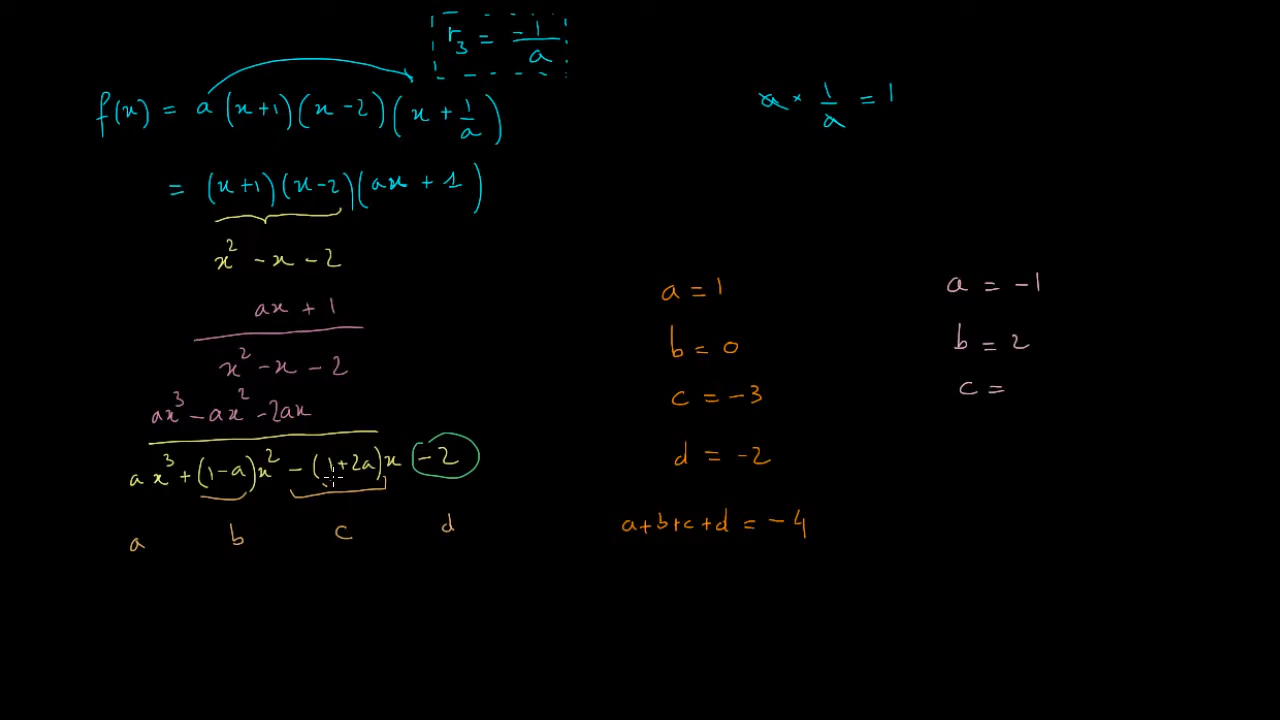 r₃ = -1/a
f(x) = a(x+1)(x-2)(x + 1/a)
a × 1/a = 1
= (x+1)(x-2)(ax + 1)
x² - x - 2
ax + 1
x² - x - 2
ax³ - ax² - 2ax
ax³ + (1-a)x² - (1+2a)x - 2
a b c d
a = 1
b = 0
c = -3
d = -2
a+b+c+d = -4
a = -1
b = 2
c =